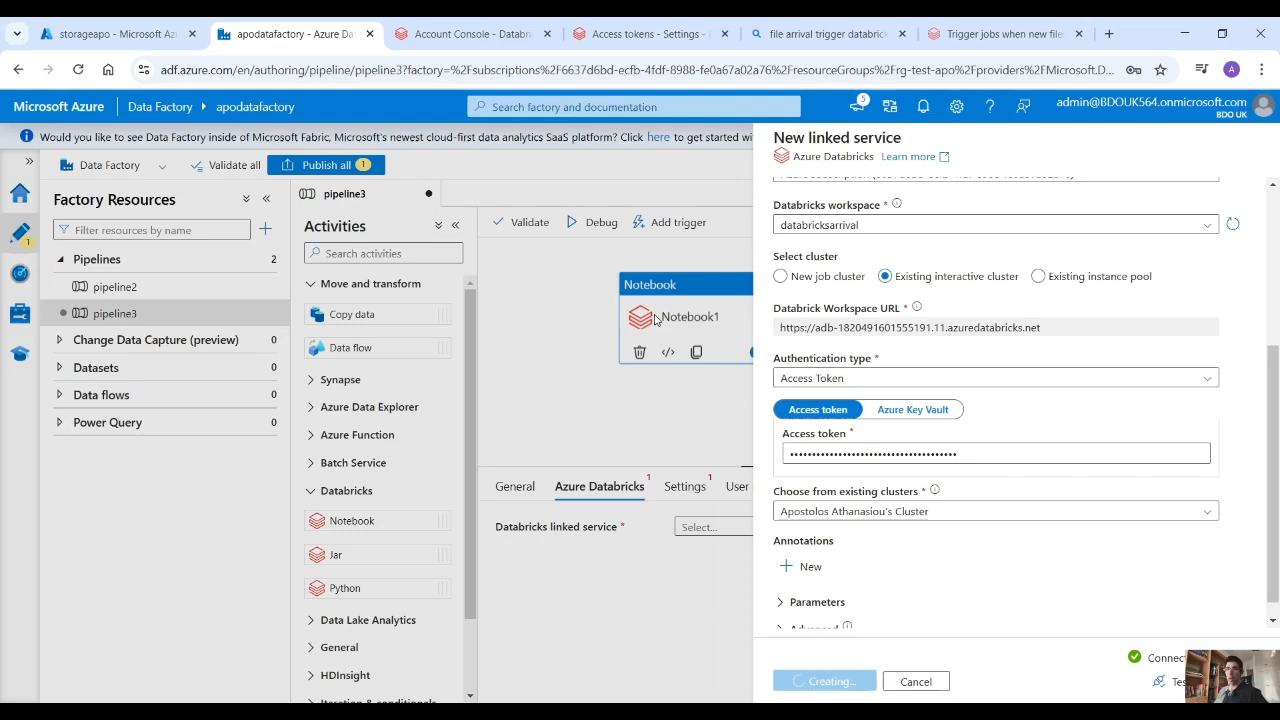 storageapo - Microsoft Az
apodatafactory - Azure Da
Account Console - Databri
Access tokens - Settings -
file arrival trigger databric
Trigger jobs when new file
adf.azure.com/en/authoring/pipeline/pipeline3?factory=%2Fsubscriptions%2F6637d6bd-ecfb-4fdf-8988-fe0a67a02a76%2FresourceGroups%2Frg-test-apo%2Fproviders%2FMicrosoft.D...
A
Microsoft Azure
Data Factory
apodatafactory
Search factory and documentation
5
admin@BDOUK564.onmicrosoft.com
BDO UK
Would you like to see Data Factory inside of Microsoft Fabric, Microsoft's newest cloud-first data analytics SaaS platform? Click here to get started wi
Data Factory
Validate all
Publish all
1
Factory Resources
Filter resources by name
Pipelines
2
pipeline2
pipeline3
Change Data Capture (preview)
0
Datasets
0
Data flows
0
Power Query
0
1
pipeline3
Activities
Search activities
Move and transform
Copy data
Data flow
Synapse
Azure Data Explorer
Azure Function
Batch Service
Databricks
Notebook
Jar
Python
Data Lake Analytics
General
HDInsight
Iteration & conditionals
Validate
Debug
Add trigger
Notebook
Notebook1
General
Azure Databricks
1
Settings
1
User
Databricks linked service *
Select...
New linked service
Azure Databricks
Learn more
Databricks workspace *
databricksarrival
Select cluster
New job cluster
Existing interactive cluster
Existing instance pool
Databrick Workspace URL *
https://adb-1820491601555191.11.azuredatabricks.net
Authentication type *
Access Token
Access token
Azure Key Vault
Access token *
Choose from existing clusters *
Apostolos Athanasiou's Cluster
Annotations
New
Parameters
Advanced
Connec
Tes
Creating...
Cancel